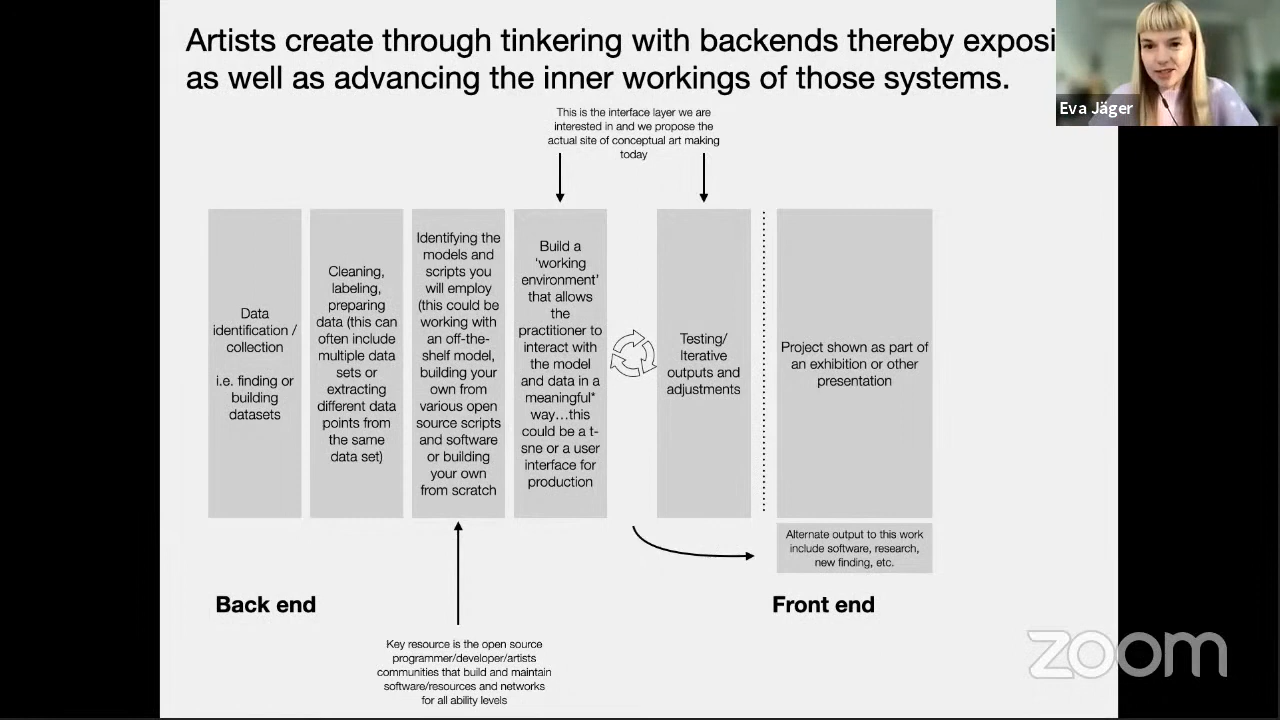 Artists create through tinkering with backends thereby exposi
as well as advancing the inner workings of those systems.
Eva Jäger
This is the interface layer we are
interested in and we propose the
actual site of conceptual art making
today
Data
identification /
collection
i.e. finding or
building
datasets
Cleaning,
labeling,
preparing
data (this can
often include
multiple data
sets or
extracting
different data
points from
the same
data set)
Identifying the
models and
scripts you
will employ
(this could be
working with
an off-the-
shelf model,
building your
own from
various open
source scripts
and software
or building
your own
from scratch
Build a
‘working
environment’
that allows
the
practitioner to
interact with
the model
and data in a
meaningful*
way…this
could be a t-
sne or a user
interface for
production
Testing/
Iterative
outputs and
adjustments
Project shown as part of
an exhibition or other
presentation
Alternate output to this work
include software, research,
new finding, etc.
Back end
Front end
Key resource is the open source
programmer/developer/artists
communities that build and maintain
software/resources and networks
for all ability levels
zoom